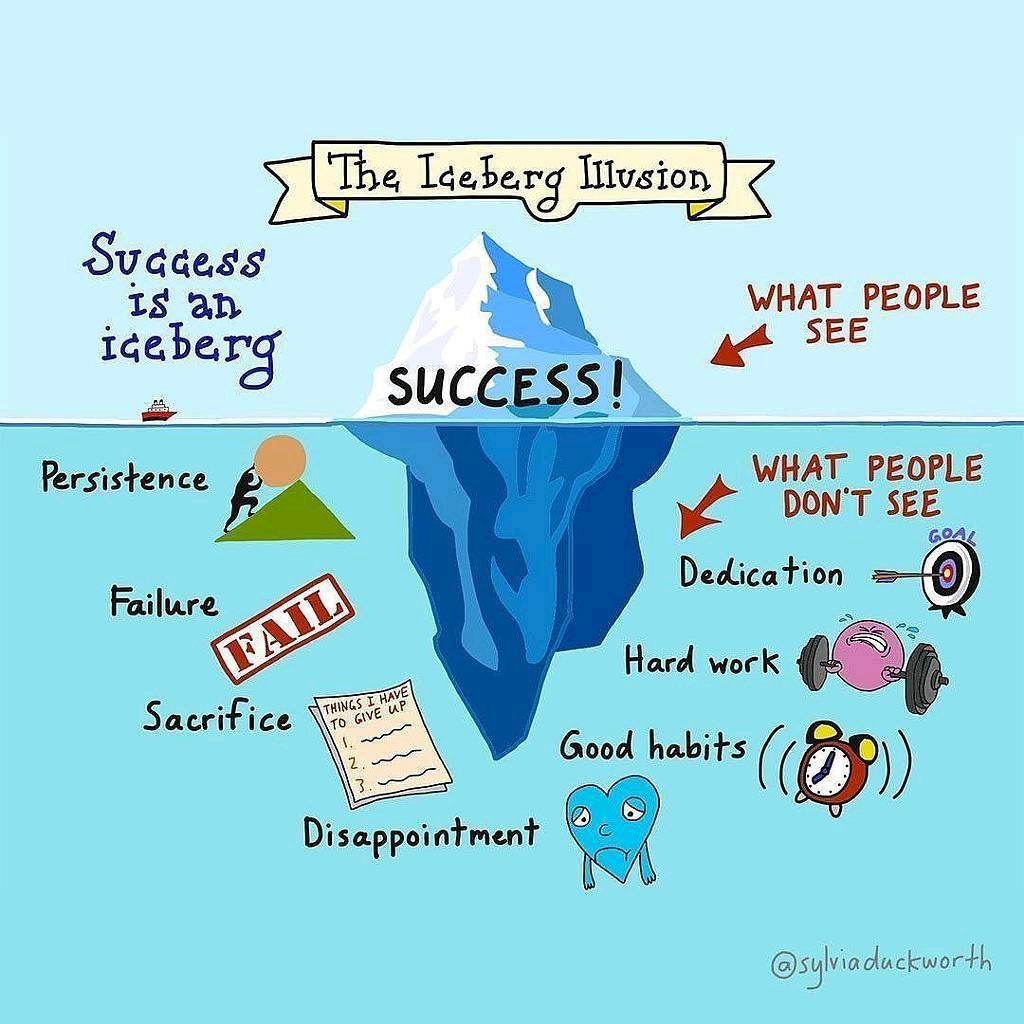 The Iceberg Illusion
Success
is an
iceberg
WHAT PEOPLE
SEE
SUCCESS!
Persistence
WHAT PEOPLE
DON'T SEE
GOAL
Dedication
Failure
FAIL
Hard work
Sacrifice
THINGS I HAVE
TO GIVE UP
1.
2.
3.
Good habits
Disappointment
@sylviaduckworth